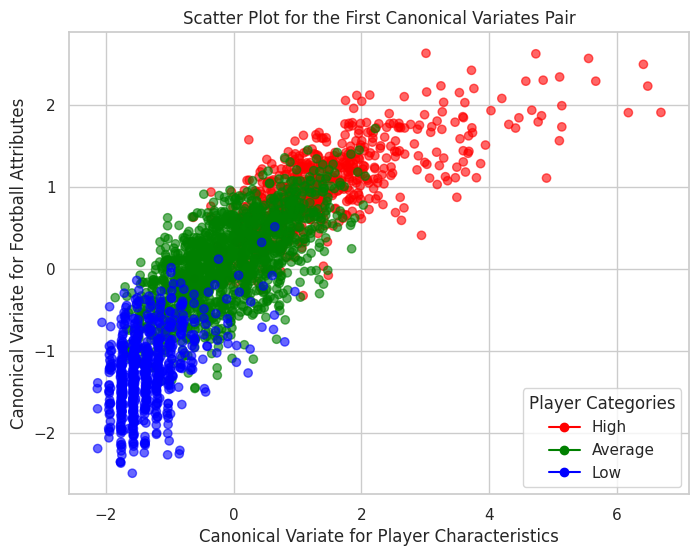 Scatter Plot for the First Canonical Variates Pair
Canonical Variate for Football Attributes
2
1
0
−1
−2
−2
0
2
4
6
Canonical Variate for Player Characteristics
Player Categories
High
Average
Low